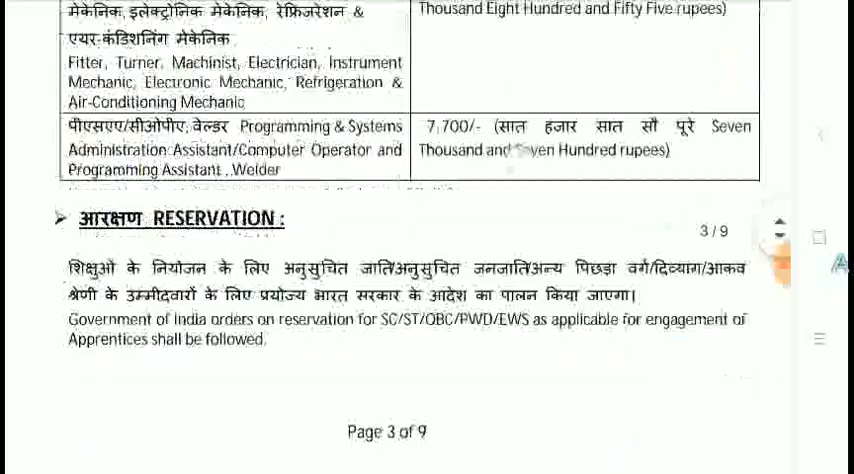 मेकेनिक, इलेक्ट्रोनिक मेकेनिक, रेफ्रिजरेशन &
Thousand Eight Hundred and Fifty Five rupees)
एयर-कंडिशनिंग मेकेनिक
Fitter, Turner, Machinist, Electrician, Instrument
Mechanic, Electronic Mechanic, Refrigeration &
Air-Conditioning Mechanic
पीएसएए/सीओपीए, वेल्डर Programming & Systems
Administration Assistant/Computer Operator and
Programming Assistant , Welder
7,700/- (सात हजार सात सौ पूरे Seven
Thousand and Seven Hundred rupees)
➤ आरक्षण RESERVATION :
3 / 9
शिक्षुओं के नियोजन के लिए अनुसुचित जाति/अनुसुचित जनजाति/अन्य पिछड़ा वर्ग/दिव्यांग/आकव
श्रेणी के उम्मीदवारों के लिए प्रयोज्य भारत सरकार के आदेश का पालन किया जाएगा।
Government of India orders on reservation for SC/ST/OBC/PWD/EWS as applicable for engagement of
Apprentices shall be followed.
Page 3 of 9